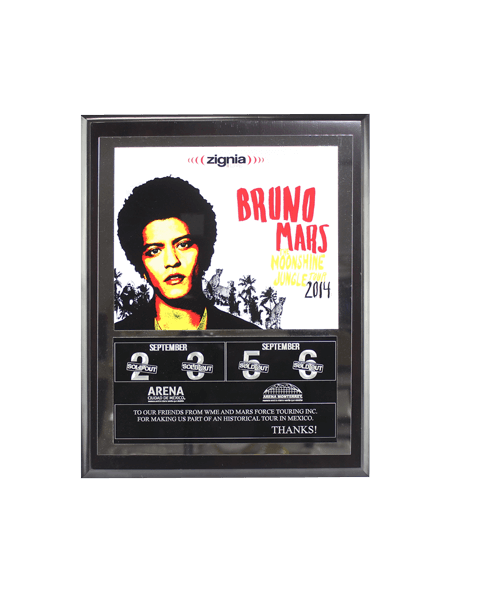 ((((zignia))))
BRUNO
MARS
THE MOONSHINE
JUNGLE TOUR
2014
SEPTEMBER
2 3
SOLD OUT SOLD OUT
SEPTEMBER
5 6
SOLD OUT SOLD OUT
ARENA
CIUDAD DE MÉXICO
ARENA MONTERREY
TO OUR FRIENDS FROM WME AND MARS FORCE TOURING INC.
FOR MAKING US PART OF AN HISTORICAL TOUR IN MEXICO.
THANKS!